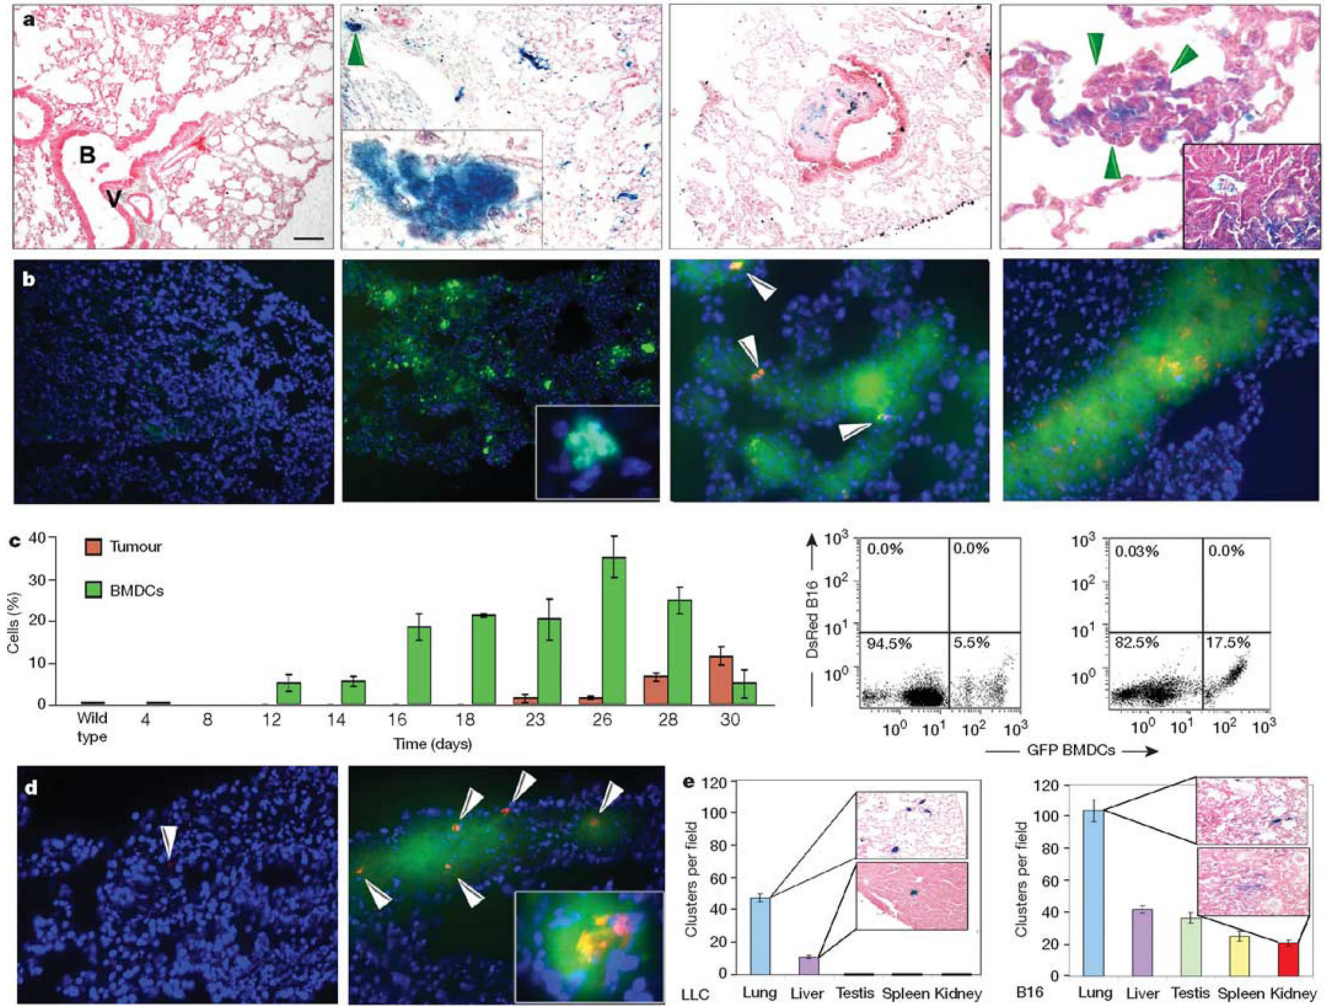 a
B
V
b
c
40
30
20
10
0
Cells (%)
Tumour
BMDCs
Wild type
4
8
12
14
16
18
23
26
28
30
Time (days)
DsRed B16
10³
10²
10¹
10⁰
0.0%
0.0%
94.5%
5.5%
10⁰
10¹
10²
10³
10³
10²
10¹
10⁰
0.03%
0.0%
82.5%
17.5%
10⁰
10¹
10²
10³
GFP BMDCs
d
e
Clusters per field
120
100
80
60
40
20
0
LLC
Lung
Liver
Testis
Spleen
Kidney
Clusters per field
120
100
80
60
40
20
0
B16
Lung
Liver
Testis
Spleen
Kidney